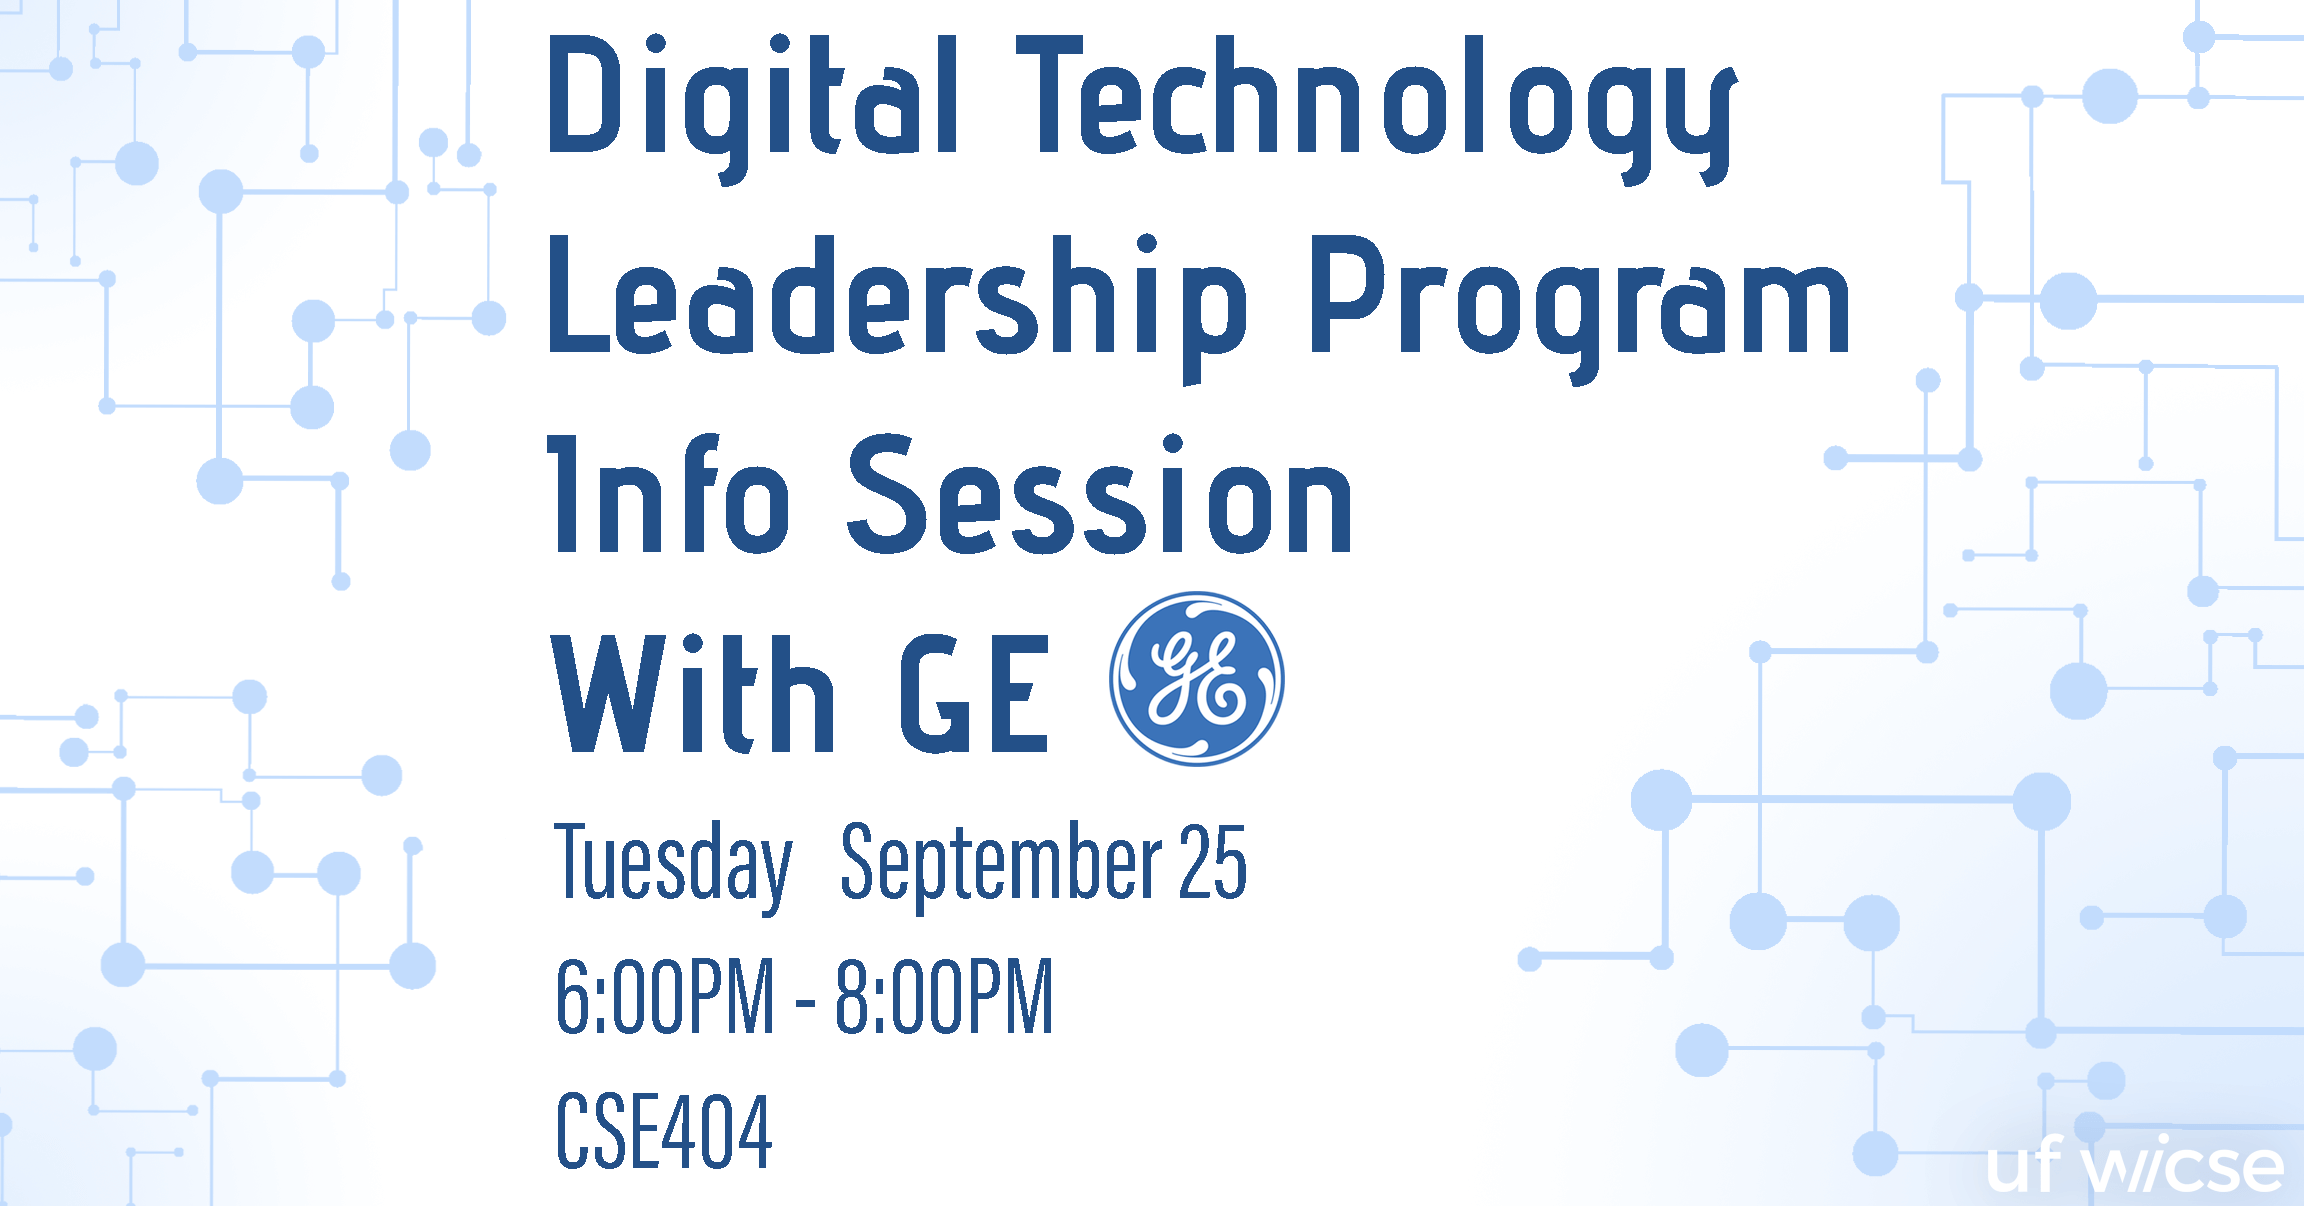 Digital Technology
Leadership Program
Info Session
With GE GE
Tuesday September 25
6:00PM - 8:00PM
CSE404
uf wicse